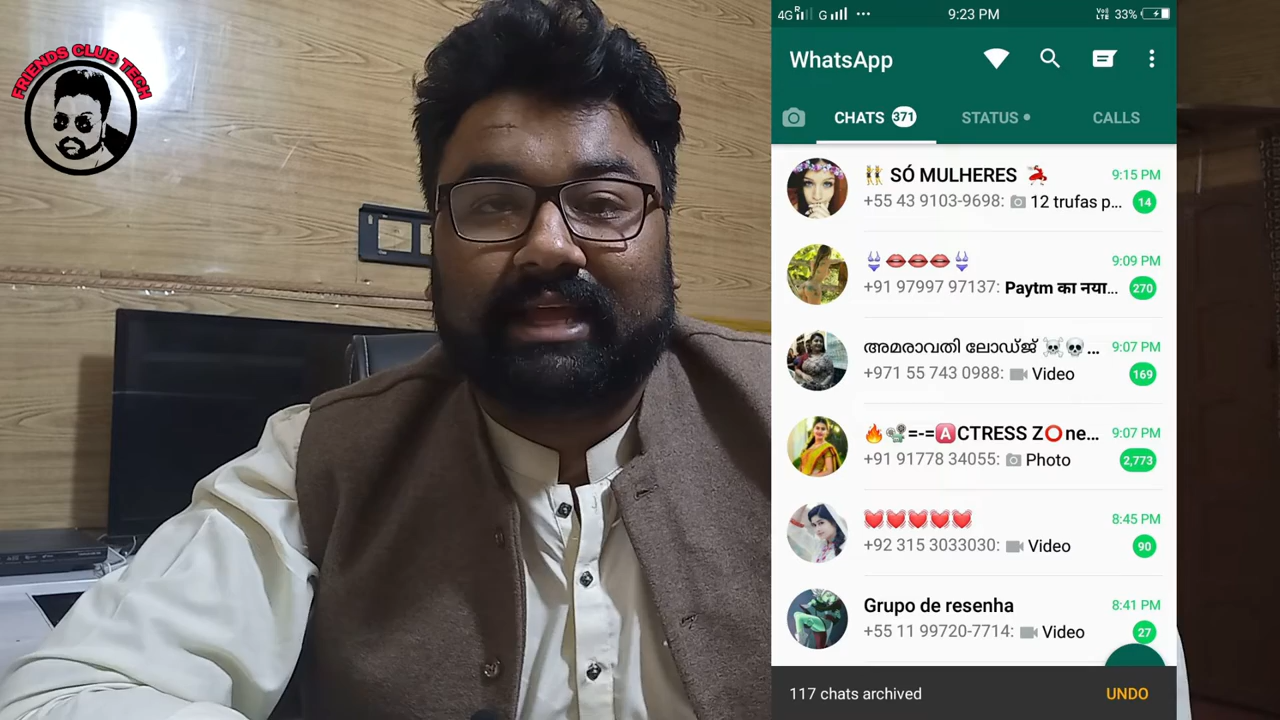 FRIENDS CLUB TECH
4G R G 9:23 PM VoLTE 33%
WhatsApp
CHATS 371 STATUS CALLS
👯 SÓ MULHERES 💃 9:15 PM
+55 43 9103-9698: 📷 12 trufas p... 14
👙👄👄👄👙 9:09 PM
+91 97997 97137: Paytm का नया... 270
അമരാവതി ലോഡ്ജ് ☠💀... 9:07 PM
+971 55 743 0988: Video 169
🔥📽=-=🅰CTRESS Z⭕ne... 9:07 PM
+91 91778 34055: Photo 2,773
💓💓💓💓💓 8:45 PM
+92 315 3033030: Video 90
Grupo de resenha 8:41 PM
+55 11 99720-7714: Video 27
117 chats archived UNDO